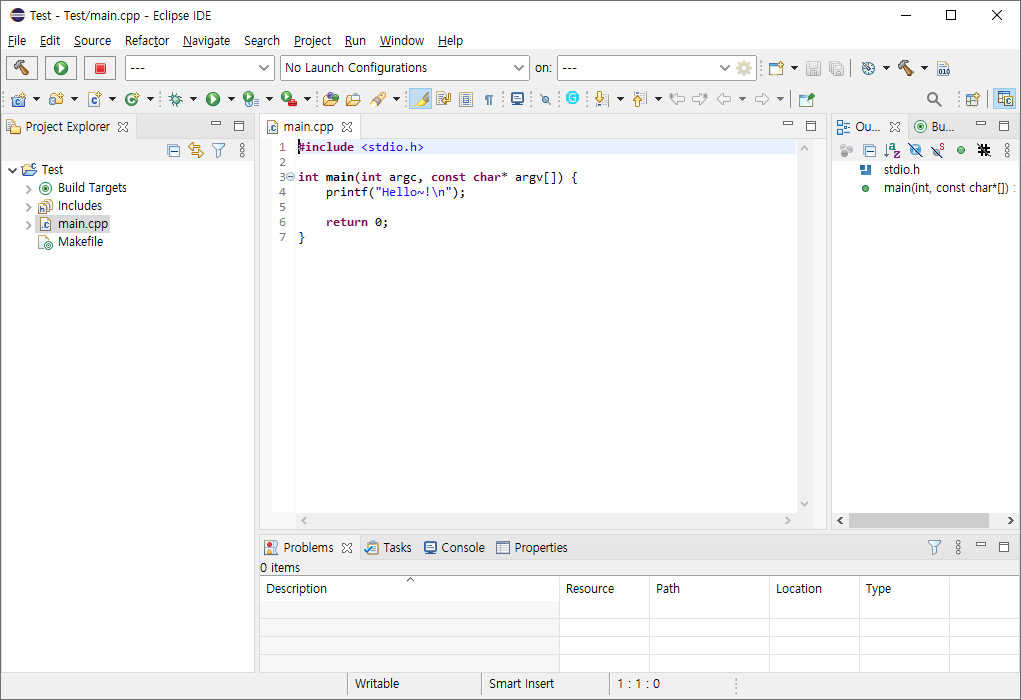 Test - Test/main.cpp - Eclipse IDE
File Edit Source Refactor Navigate Search Project Run Window Help
--- No Launch Configurations on: ---
010
Project Explorer
main.cpp
Ou... Bu...
Test
Build Targets
Includes
main.cpp
Makefile
1 #include <stdio.h>
2
3 int main(int argc, const char* argv[]) {
4 printf("Hello~!\n");
5
6 return 0;
7 }
stdio.h
main(int, const char*[]) :
Problems Tasks Console Properties
0 items
Description Resource Path Location Type
Writable Smart Insert 1 : 1 : 0